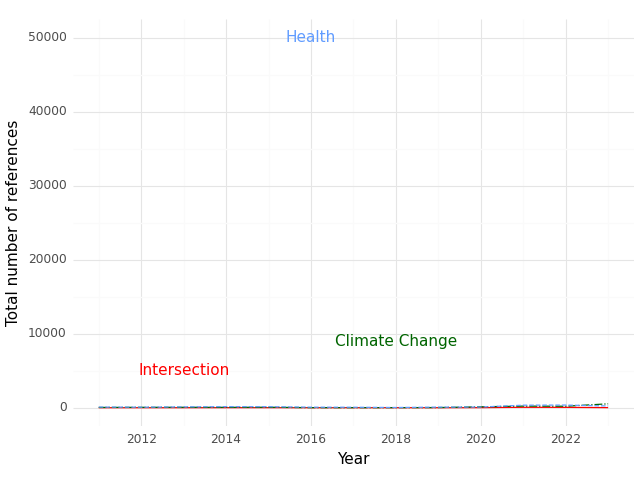 50000
Health
40000
30000
20000
10000
Climate Change
Intersection
0
2012 2014 2016 2018 2020 2022
Year
Total number of references